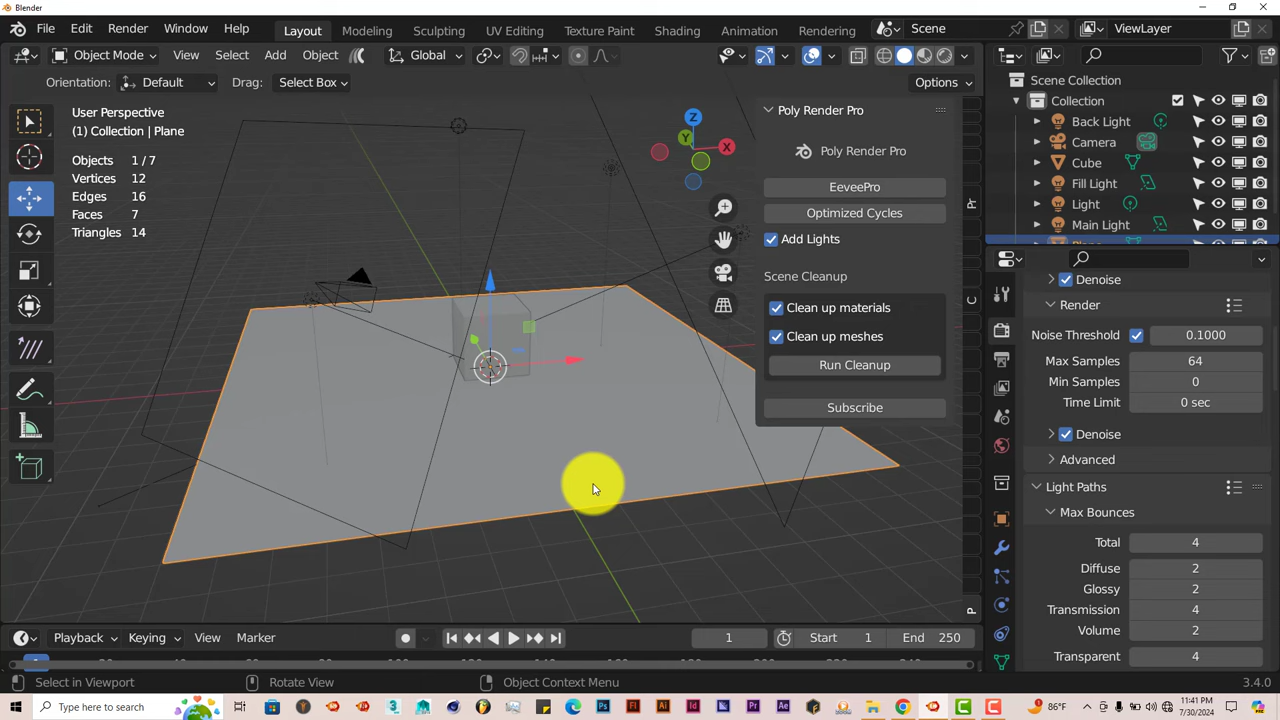 Blender
File Edit Render Window Help Layout Modeling Sculpting UV Editing Texture Paint Shading Animation Rendering Scene ViewLayer
Object Mode View Select Add Object Global
Orientation: Default Drag: Select Box Options
User Perspective
(1) Collection | Plane
Objects 1 / 7
Vertices 12
Edges 16
Faces 7
Triangles 14
Z
Y
X
Poly Render Pro
Poly Render Pro
EeveePro
Optimized Cycles
Add Lights
Scene Cleanup
Clean up materials
Clean up meshes
Run Cleanup
Subscribe
Scene Collection
Collection
Back Light
Camera
Cube
Fill Light
Light
Main Light
Denoise
Render
Noise Threshold 0.1000
Max Samples 64
Min Samples 0
Time Limit 0 sec
Denoise
Advanced
Light Paths
Max Bounces
Total 4
Diffuse 2
Glossy 2
Transmission 4
Volume 2
Transparent 4
Playback Keying View Marker 1 Start 1 End 250
Select in Viewport Rotate View Object Context Menu 3.4.0
Type here to search
86°F
11:41 PM
7/30/2024